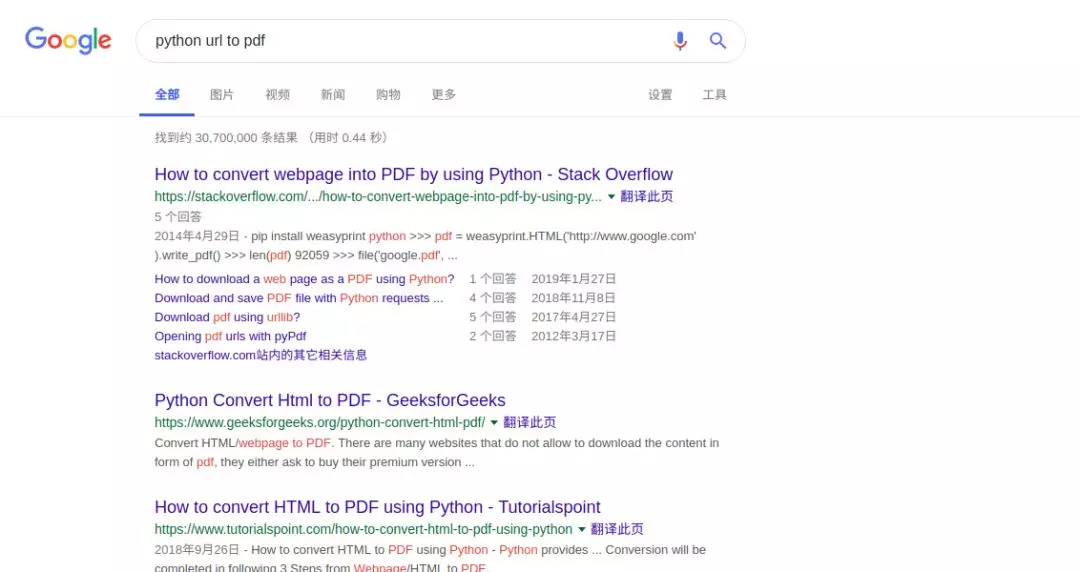 Google
python url to pdf
全部 图片 视频 新闻 购物 更多 设置 工具
找到约 30,700,000 条结果 （用时 0.44 秒）
How to convert webpage into PDF by using Python - Stack Overflow
https://stackoverflow.com/.../how-to-convert-webpage-into-pdf-by-using-py... 翻译此页
5 个回答
2014年4月29日 - pip install weasyprint python >>> pdf = weasyprint.HTML('http://www.google.com'
).write_pdf() >>> len(pdf) 92059 >>> file('google.pdf', ...
How to download a web page as a PDF using Python? 1 个回答 2019年1月27日
Download and save PDF file with Python requests ... 4 个回答 2018年11月8日
Download pdf using urllib? 5 个回答 2017年4月27日
Opening pdf urls with pyPdf 2 个回答 2012年3月17日
stackoverflow.com站内的其它相关信息
Python Convert Html to PDF - GeeksforGeeks
https://www.geeksforgeeks.org/python-convert-html-pdf/ 翻译此页
Convert HTML/webpage to PDF. There are many websites that do not allow to download the content in
form of pdf, they either ask to buy their premium version ...
How to convert HTML to PDF using Python - Tutorialspoint
https://www.tutorialspoint.com/how-to-convert-html-to-pdf-using-python 翻译此页
2018年9月26日 - How to convert HTML to PDF using Python - Python provides ... Conversion will be
completed in following 3 Steps from Webpage/HTML to PDF.